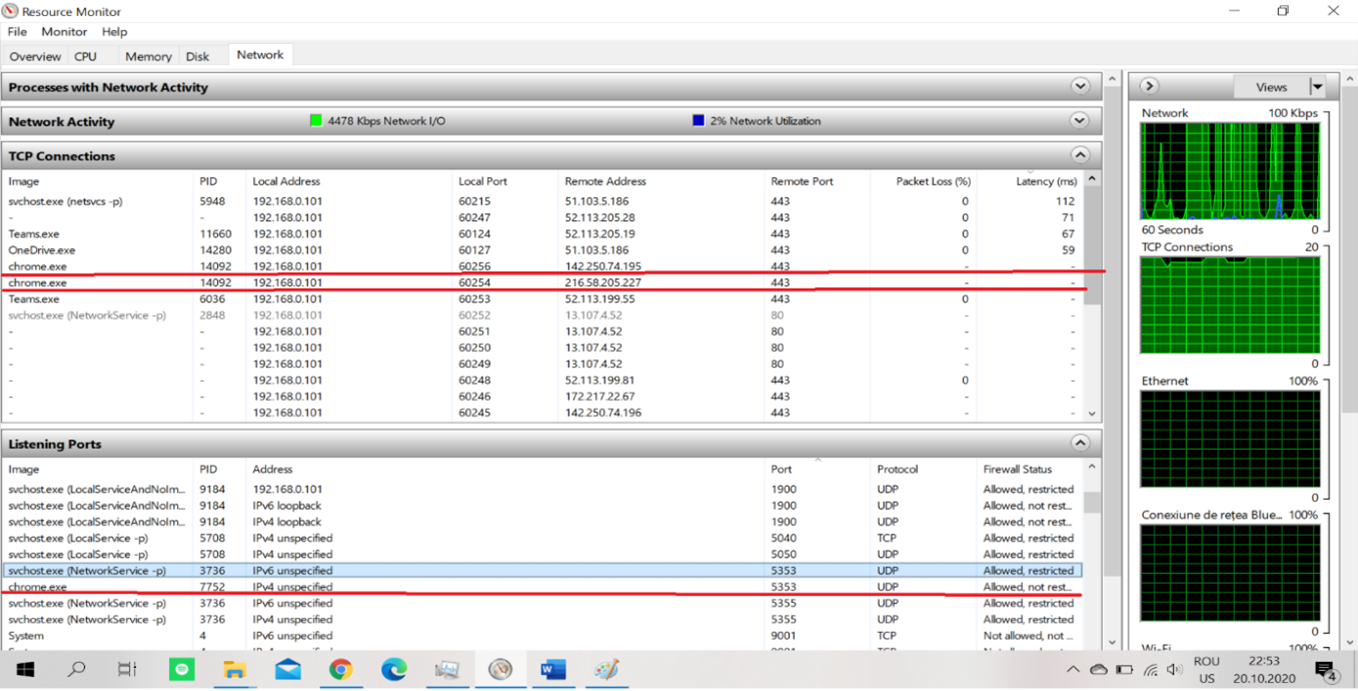 Resource Monitor
File Monitor Help
Overview CPU Memory Disk Network
Processes with Network Activity
Network Activity 4478 Kbps Network I/O 2% Network Utilization
TCP Connections
Image PID Local Address Local Port Remote Address Remote Port Packet Loss (%) Latency (ms)
svchost.exe (netsvcs -p) 5948 192.168.0.101 60215 51.103.5.186 443 0 112
- - 192.168.0.101 60247 52.113.205.28 443 0 71
Teams.exe 11660 192.168.0.101 60124 52.113.205.19 443 0 67
OneDrive.exe 14280 192.168.0.101 60127 51.103.5.186 443 0 59
chrome.exe 14092 192.168.0.101 60256 142.250.74.195 443 - -
chrome.exe 14092 192.168.0.101 60254 216.58.205.227 443 - -
Teams.exe 6036 192.168.0.101 60253 52.113.199.55 443 0 -
svchost.exe (NetworkService -p) 2848 192.168.0.101 60252 13.107.4.52 80 - -
- - 192.168.0.101 60251 13.107.4.52 80 - -
- - 192.168.0.101 60250 13.107.4.52 80 - -
- - 192.168.0.101 60249 13.107.4.52 80 - -
- - 192.168.0.101 60248 52.113.199.81 443 0 -
- - 192.168.0.101 60246 172.217.22.67 443 - -
- - 192.168.0.101 60245 142.250.74.196 443 - -
Listening Ports
Image PID Address Port Protocol Firewall Status
svchost.exe (LocalServiceAndNoIm... 9184 192.168.0.101 1900 UDP Allowed, restricted
svchost.exe (LocalServiceAndNoIm... 9184 IPv6 loopback 1900 UDP Allowed, not rest...
svchost.exe (LocalServiceAndNoIm... 9184 IPv4 loopback 1900 UDP Allowed, not rest...
svchost.exe (LocalService -p) 5708 IPv4 unspecified 5040 TCP Allowed, restricted
svchost.exe (LocalService -p) 5708 IPv4 unspecified 5050 UDP Allowed, restricted
svchost.exe (NetworkService -p) 3736 IPv6 unspecified 5353 UDP Allowed, restricted
chrome.exe 7752 IPv4 unspecified 5353 UDP Allowed, not rest...
svchost.exe (NetworkService -p) 3736 IPv6 unspecified 5355 UDP Allowed, restricted
svchost.exe (NetworkService -p) 3736 IPv4 unspecified 5355 UDP Allowed, restricted
System 4 IPv6 unspecified 9001 TCP Not allowed, not ...
Views
Network 100 Kbps
60 Seconds 0
TCP Connections 20
0
Ethernet 100%
0
Conexiune de rețea Blue... 100%
0
Wi-Fi 100%
ROU
US
22:53
20.10.2020
4